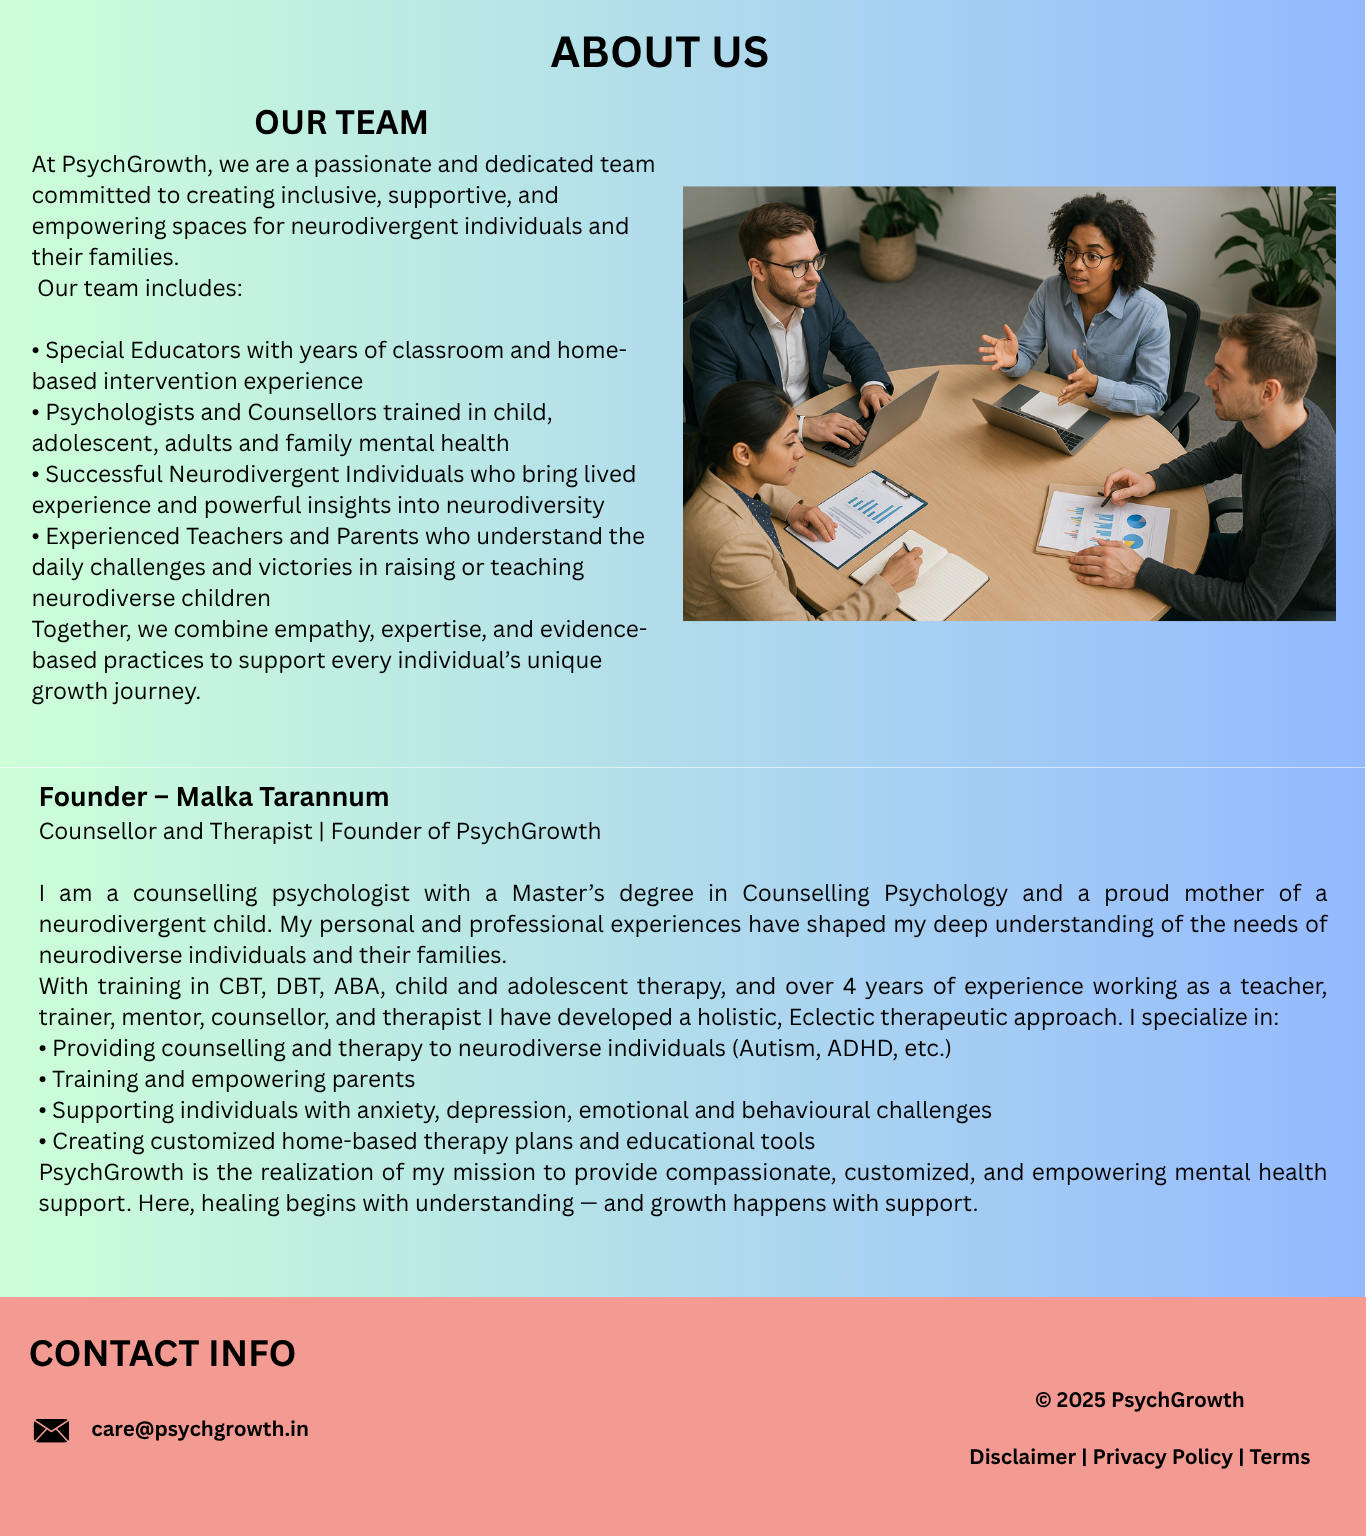 ABOUT US
OUR TEAM
At PsychGrowth, we are a passionate and dedicated team
committed to creating inclusive, supportive, and
empowering spaces for neurodivergent individuals and
their families.
Our team includes:
• Special Educators with years of classroom and home-
based intervention experience
• Psychologists and Counsellors trained in child,
adolescent, adults and family mental health
• Successful Neurodivergent Individuals who bring lived
experience and powerful insights into neurodiversity
• Experienced Teachers and Parents who understand the
daily challenges and victories in raising or teaching
neurodiverse children
Together, we combine empathy, expertise, and evidence-
based practices to support every individual’s unique
growth journey.
Founder – Malka Tarannum
Counsellor and Therapist | Founder of PsychGrowth
I am a counselling psychologist with a Master’s degree in Counselling Psychology and a proud mother of a
neurodivergent child. My personal and professional experiences have shaped my deep understanding of the needs of
neurodiverse individuals and their families.
With training in CBT, DBT, ABA, child and adolescent therapy, and over 4 years of experience working as a teacher,
trainer, mentor, counsellor, and therapist I have developed a holistic, Eclectic therapeutic approach. I specialize in:
• Providing counselling and therapy to neurodiverse individuals (Autism, ADHD, etc.)
• Training and empowering parents
• Supporting individuals with anxiety, depression, emotional and behavioural challenges
• Creating customized home-based therapy plans and educational tools
PsychGrowth is the realization of my mission to provide compassionate, customized, and empowering mental health
support. Here, healing begins with understanding — and growth happens with support.
CONTACT INFO
care@psychgrowth.in
© 2025 PsychGrowth
Disclaimer | Privacy Policy | Terms